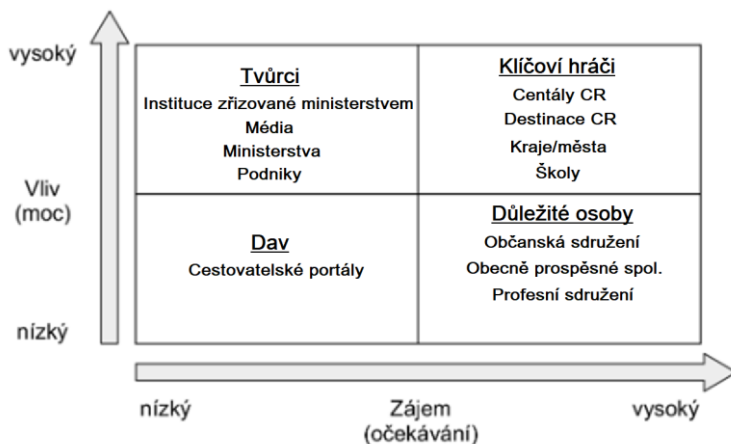 vysoký
Vliv
(moc)
nízký
Tvůrci
Instituce zřizované ministerstvem
Média
Ministerstva
Podniky
Klíčoví hráči
Centály CR
Destinace CR
Kraje/města
Školy
Dav
Cestovatelské portály
Důležité osoby
Občanská sdružení
Obecně prospěsné spol.
Profesní sdružení
nízký
Zájem
(očekávání)
vysoký